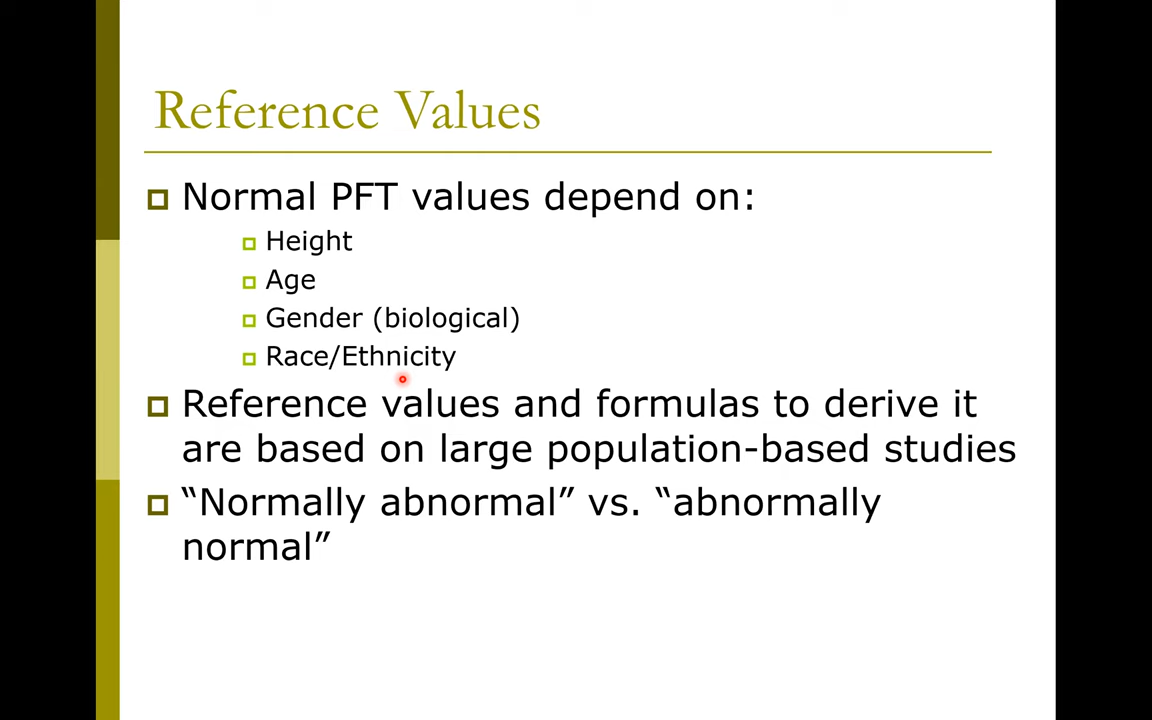 Reference Values
Normal PFT values depend on:
Height
Age
Gender (biological)
Race/Ethnicity
Reference values and formulas to derive it
are based on large population-based studies
“Normally abnormal” vs. “abnormally
normal”